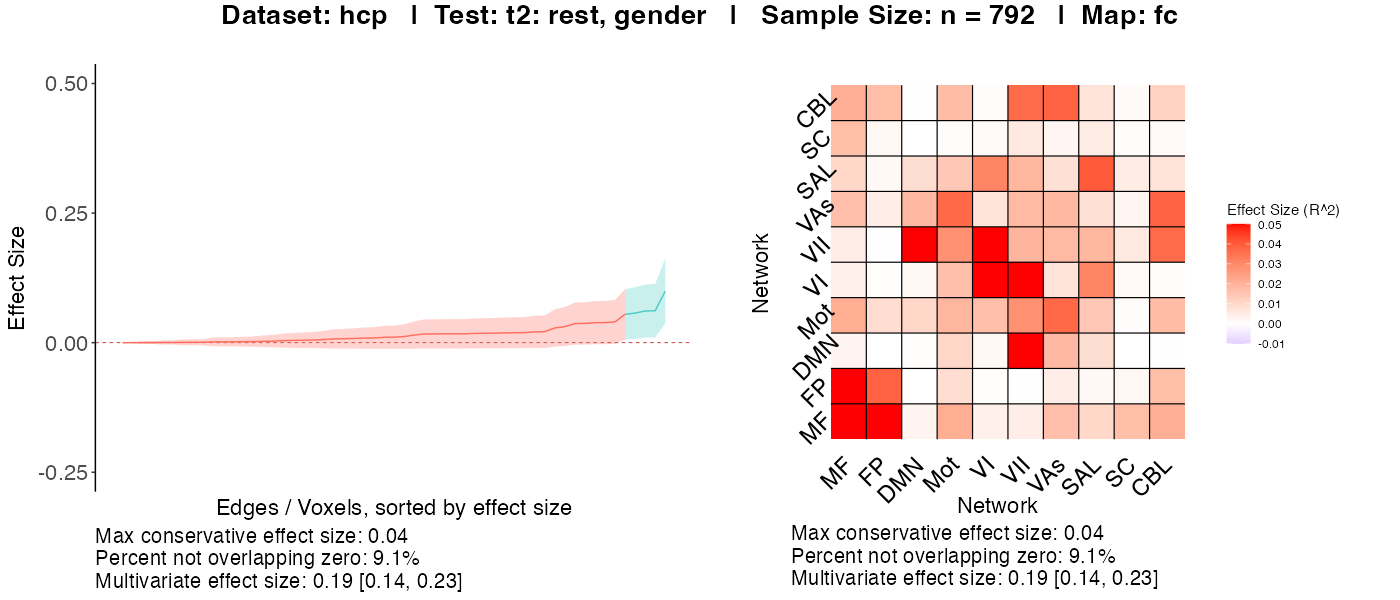 Dataset: hcp | Test: t2: rest, gender | Sample Size: n = 792 | Map: fc
0.50
0.25
0.00
-0.25
Effect Size
Edges / Voxels, sorted by effect size
Max conservative effect size: 0.04
Percent not overlapping zero: 9.1%
Multivariate effect size: 0.19 [0.14, 0.23]
Network
CBL
SC
SAL
VAs
VII
VI
Mot
DMN
FP
MF
MF FP DMN Mot VI VII VAs SAL SC CBL
Network
Max conservative effect size: 0.04
Percent not overlapping zero: 9.1%
Multivariate effect size: 0.19 [0.14, 0.23]
Effect Size (R^2)
0.05
0.04
0.03
0.02
0.01
0.00
-0.01